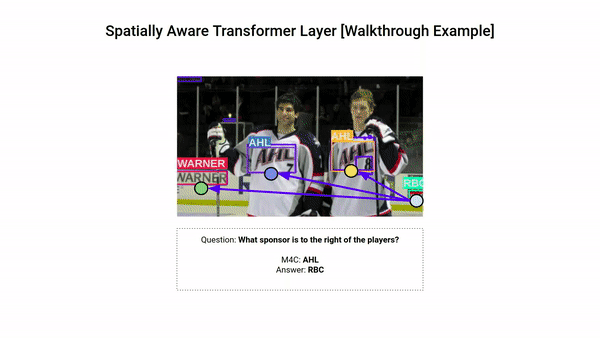 Spatially Aware Transformer Layer [Walkthrough Example]
AHL
AHL
WARNER
RBC
WARNER
AHL
7
8
Question: What sponsor is to the right of the players?
M4C: AHL
Answer: RBC